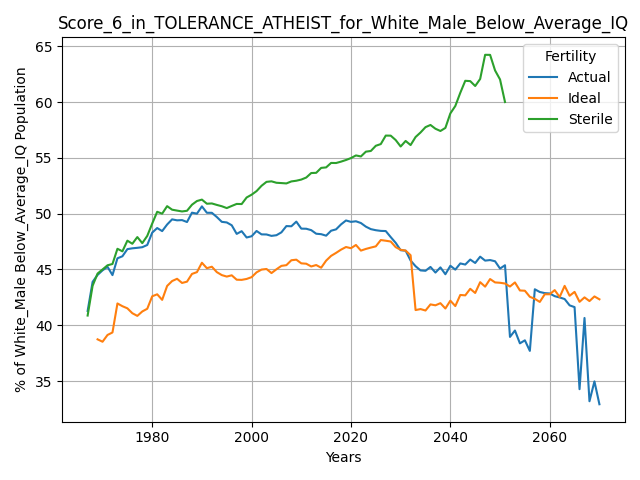 Score_6_in_TOLERANCE_ATHEIST_for_White_Male_Below_Average_IQ
% of White_Male Below_Average_IQ Population
65
60
55
50
45
40
35
Fertility
Actual
Ideal
Sterile
1980
2000
2020
2040
2060
Years